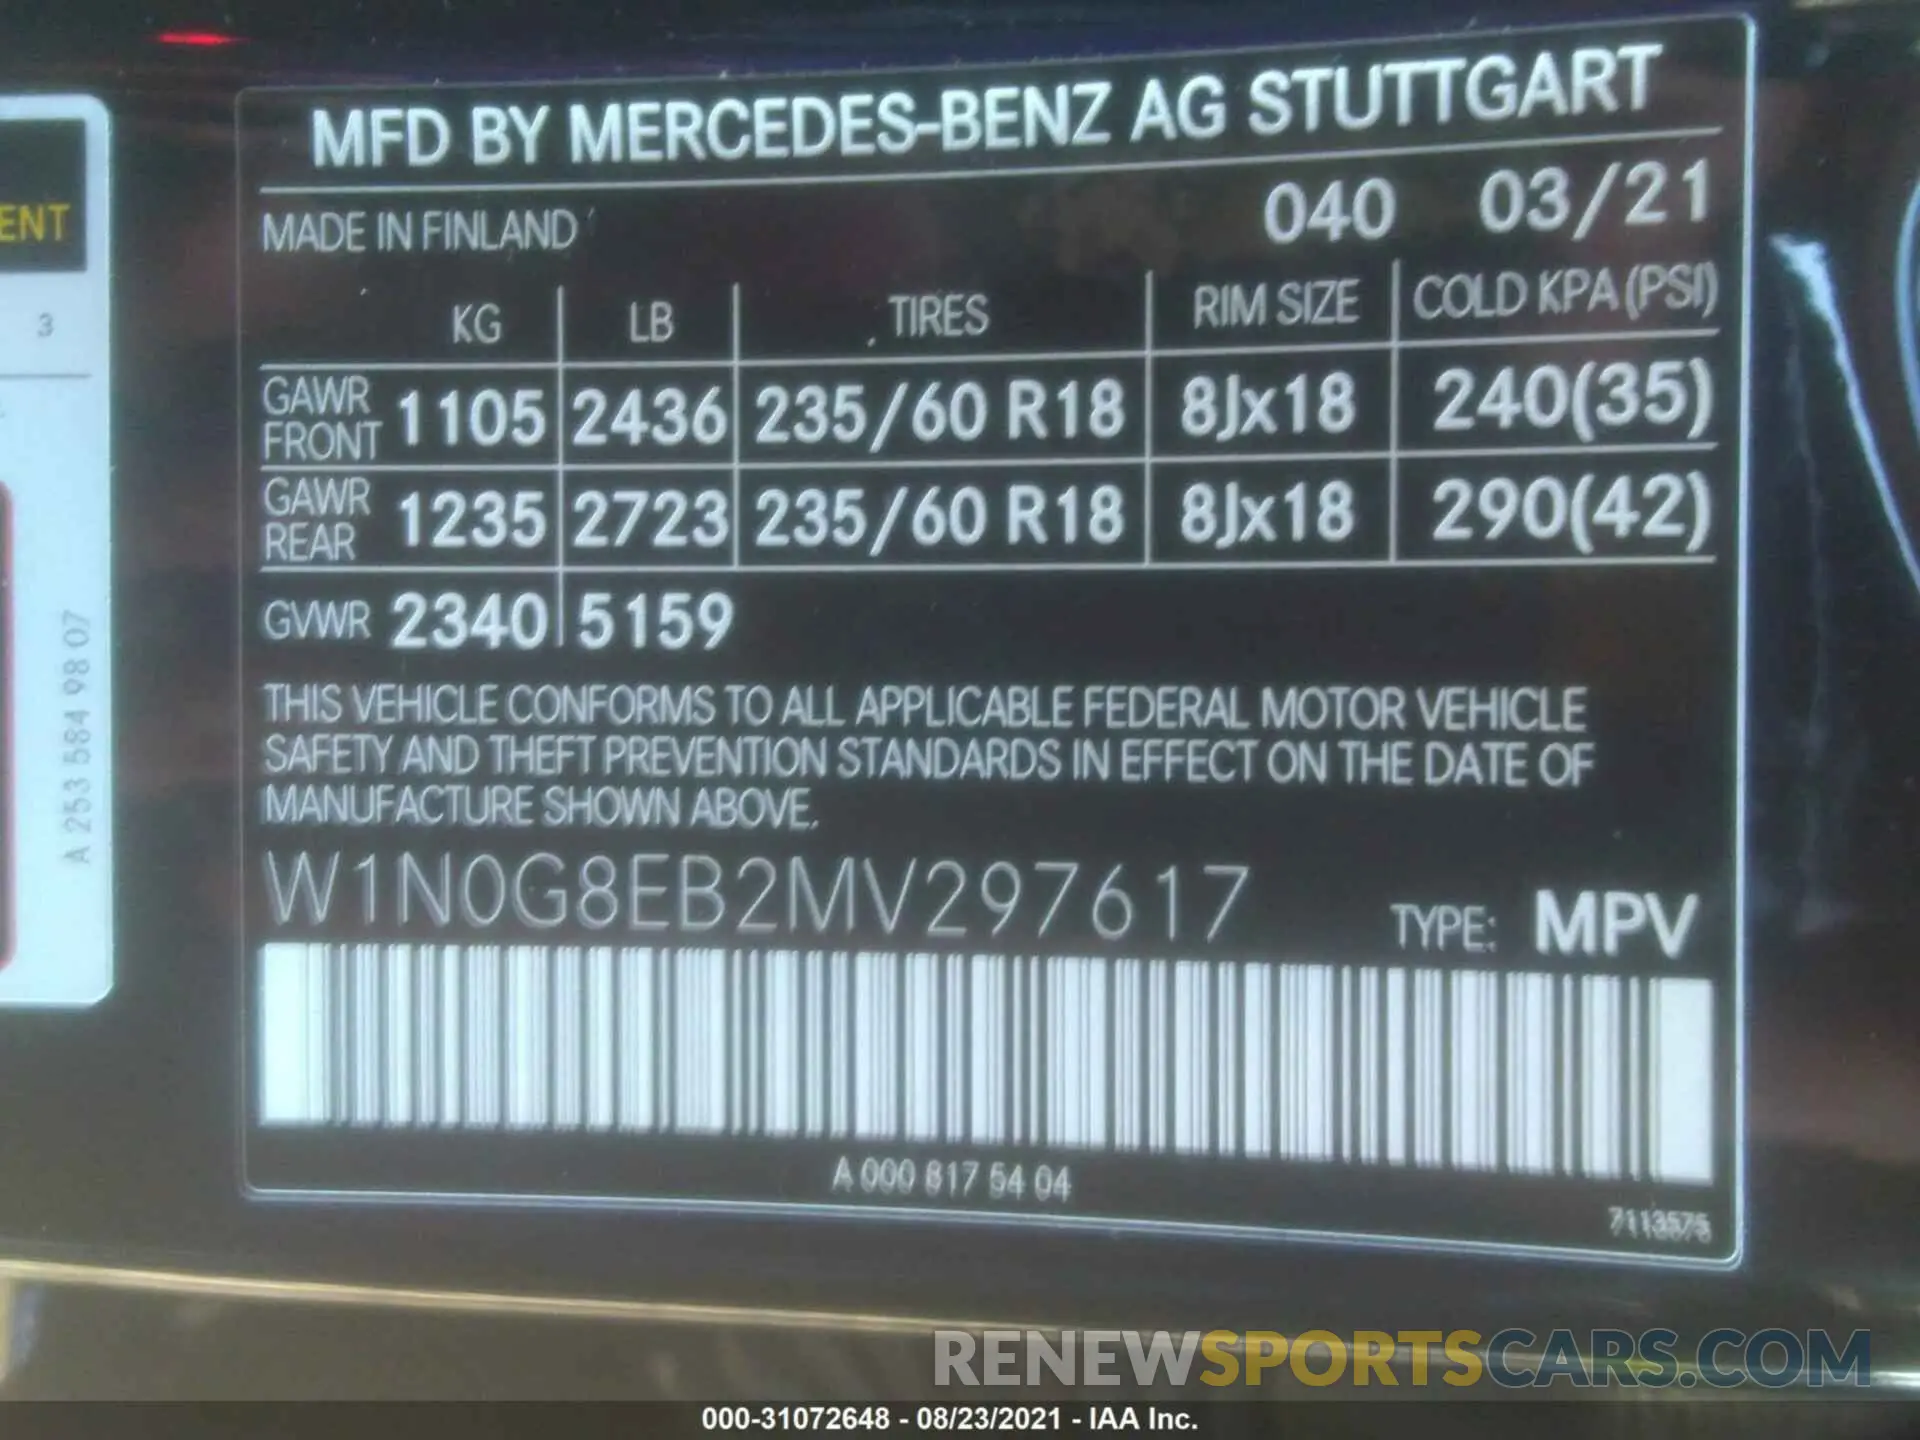 MFD BY MERCEDES-BENZ AG STUTTGART
MADE IN FINLAND 040 03/21
KG LB TIRES RIM SIZE COLD KPA (PSI)
GAWR FRONT 1105 2436 235/60 R18 8Jx18 240(35)
GAWR REAR 1235 2723 235/60 R18 8Jx18 290(42)
GVWR 2340 5159
THIS VEHICLE CONFORMS TO ALL APPLICABLE FEDERAL MOTOR VEHICLE
SAFETY AND THEFT PREVENTION STANDARDS IN EFFECT ON THE DATE OF
MANUFACTURE SHOWN ABOVE.
W1N0G8EB2MV297617 TYPE: MPV
A 000 817 54 04
7113575
ENT
3
A 253 584 98 07
RENEWSPORTSCARS.COM
000-31072648 - 08/23/2021 - IAA Inc.